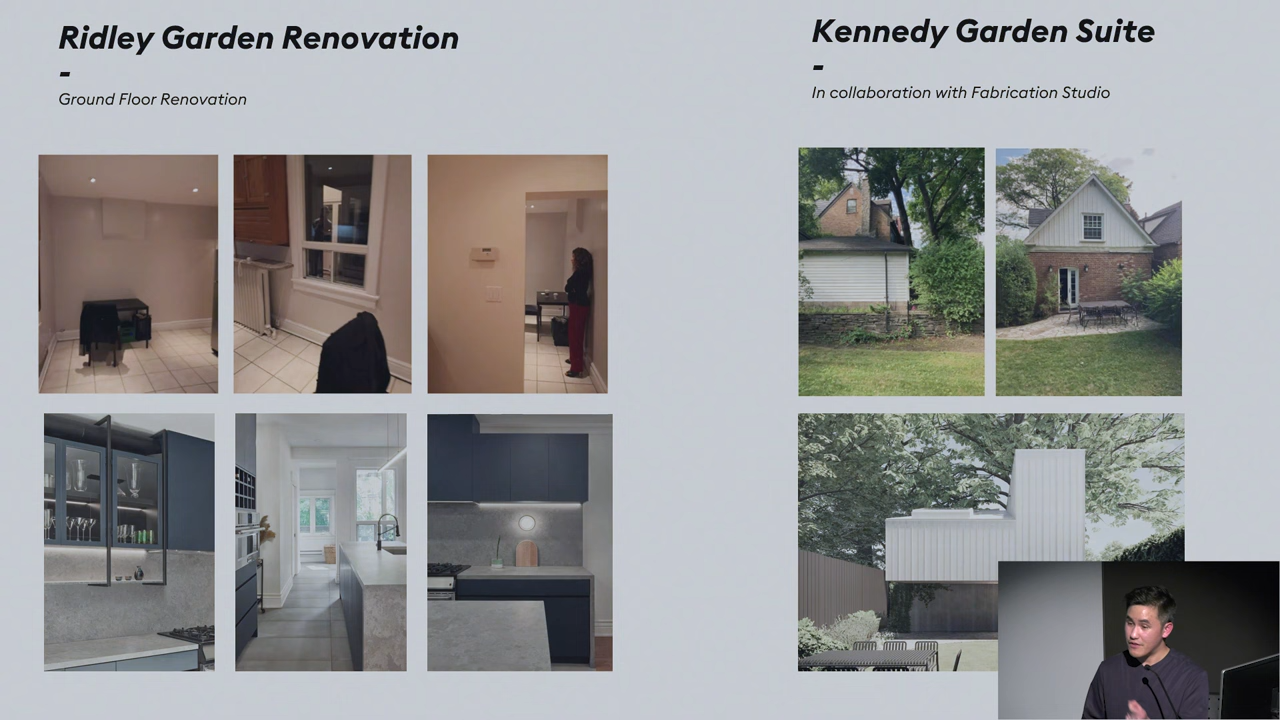 Ridley Garden Renovation
-
Ground Floor Renovation
Kennedy Garden Suite
-
In collaboration with Fabrication Studio